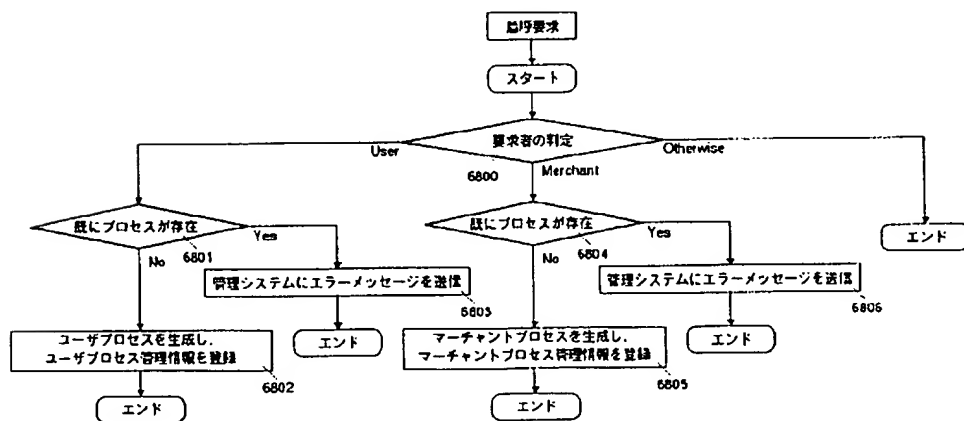 要求
スタート
要求者の判定
User
6800
Merchant
Otherwise
既にプロセスが存在
6801
Yes
No
既にプロセスが存在
6804
Yes
No
エンド
管理システムにエラーメッセージを送信
6803
管理システムにエラーメッセージを送信
6806
エンド
エンド
ユーザプロセスを生成し、
ユーザプロセス管理情報を登録
6802
マーチャントプロセスを生成し、
マーチャントプロセス管理情報を登録
6805
エンド
エンド